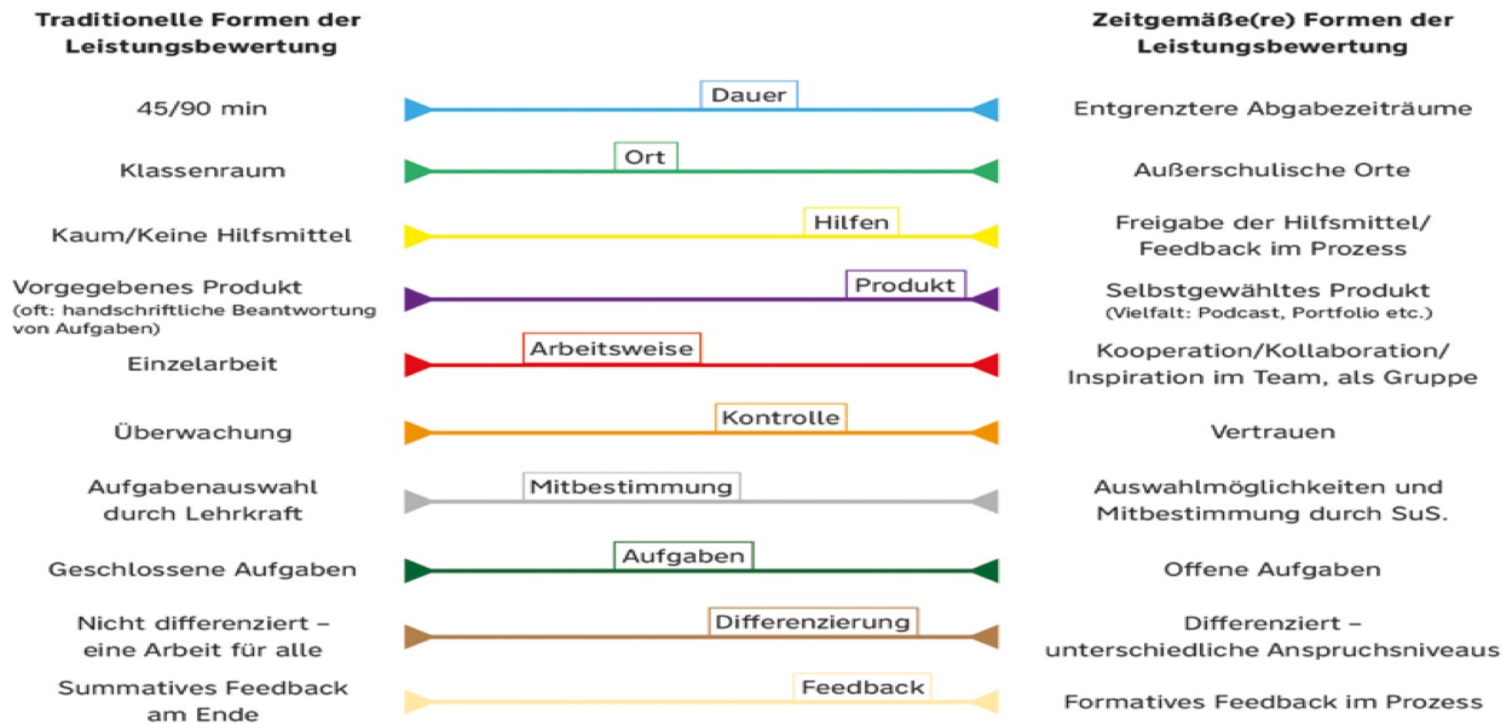 Traditionelle Formen der
Leistungsbewertung
Zeitgemäße(re) Formen der
Leistungsbewertung
45/90 min
Dauer
Entgrenztere Abgabezeiträume
Klassenraum
Ort
Außerschulische Orte
Kaum/Keine Hilfsmittel
Hilfen
Freigabe der Hilfsmittel/
Feedback im Prozess
Vorgegebenes Produkt
(oft: handschriftliche Beantwortung
von Aufgaben)
Produkt
Selbstgewähltes Produkt
(Vielfalt: Podcast, Portfolio etc.)
Einzelarbeit
Arbeitsweise
Kooperation/Kollaboration/
Inspiration im Team, als Gruppe
Überwachung
Kontrolle
Vertrauen
Aufgabenauswahl
durch Lehrkraft
Mitbestimmung
Auswahlmöglichkeiten und
Mitbestimmung durch SuS.
Geschlossene Aufgaben
Aufgaben
Offene Aufgaben
Nicht differenziert –
eine Arbeit für alle
Differenzierung
Differenziert –
unterschiedliche Anspruchsniveaus
Summatives Feedback
am Ende
Feedback
Formatives Feedback im Prozess